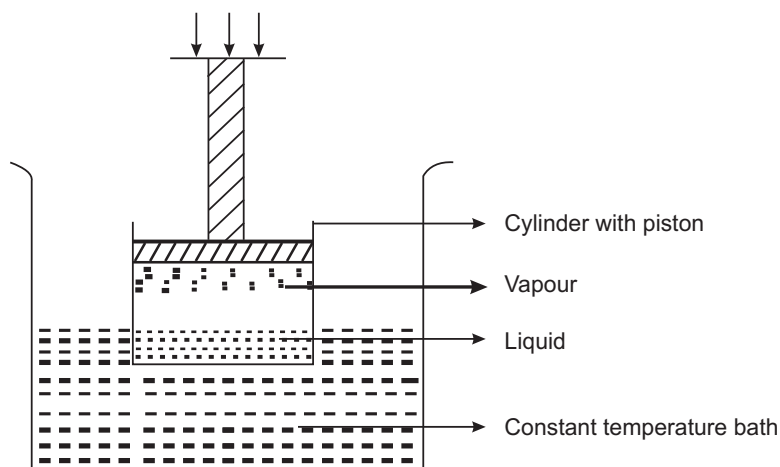 Cylinder with piston
Vapour
Liquid
Constant temperature bath